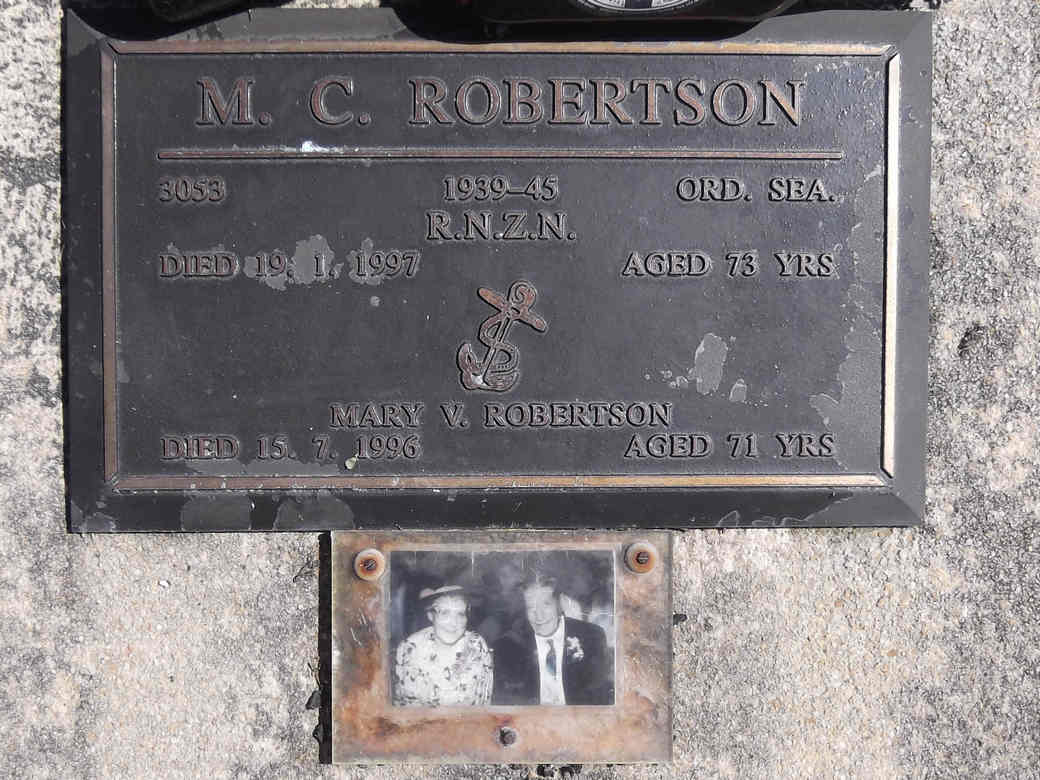 M. C. ROBERTSON
3053 1939–45 ORD. SEA.
R.N.Z.N.
DIED 19. 1. 1997 AGED 73 YRS
MARY V. ROBERTSON
DIED 15. 7. 1996 AGED 71 YRS